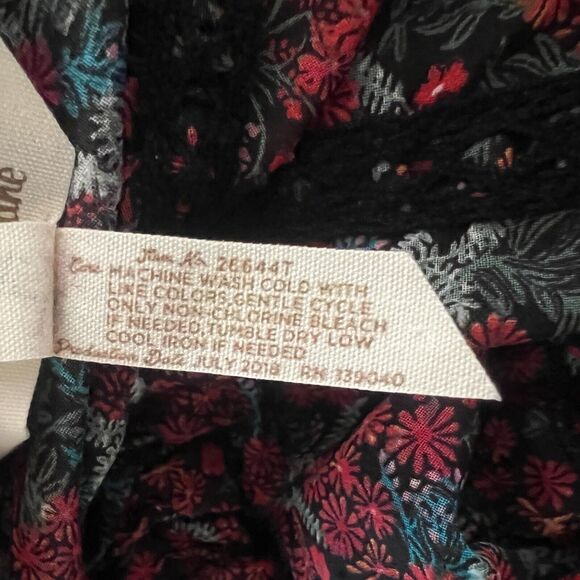 Item No. 26644T
Care MACHINE WASH COLD WITH
LIKE COLORS, GENTLE CYCLE
ONLY NON-CHLORINE BLEACH
IF NEEDED, TUMBLE DRY LOW
COOL IRON IF NEEDED
Production Date JULY 2018 RN 139040